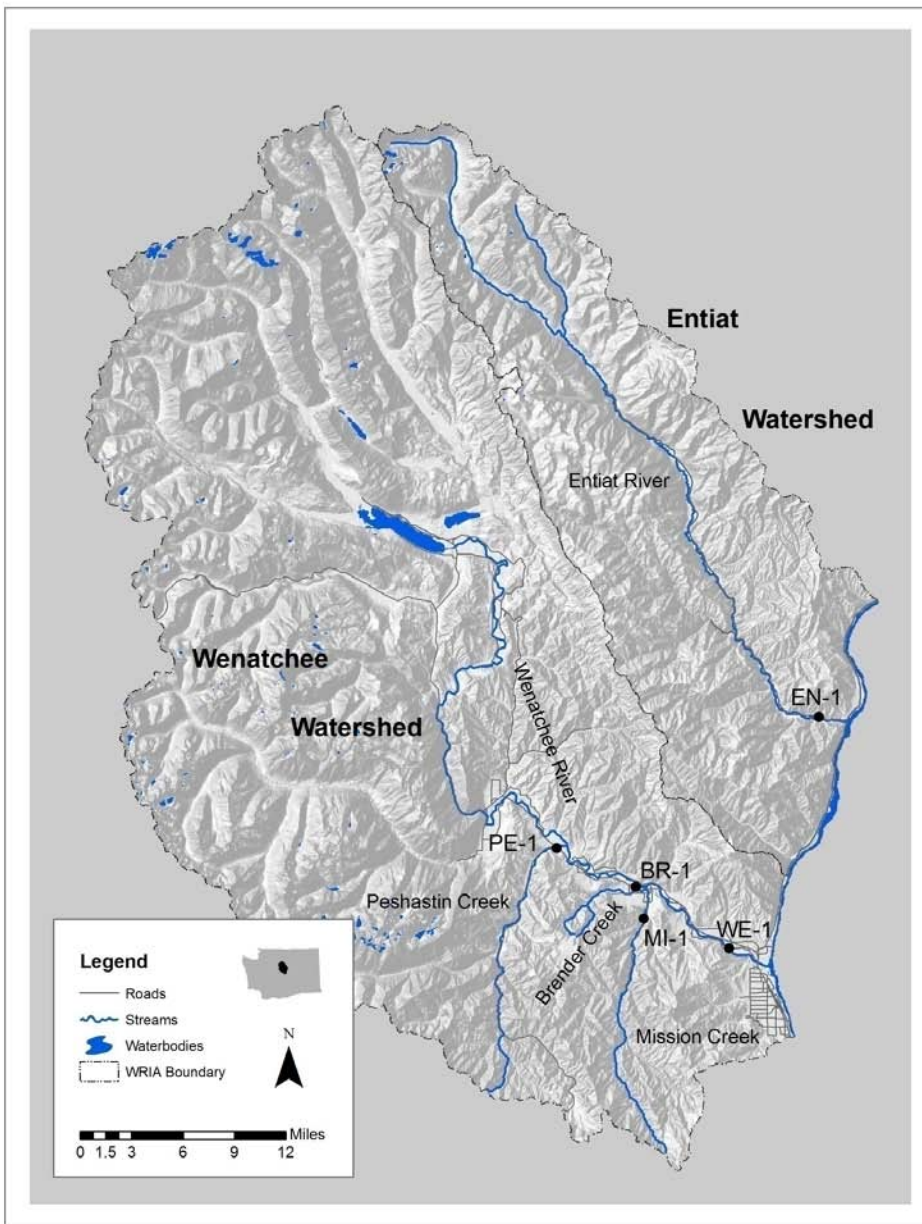 Entiat
Watershed
Entiat River
Wenatchee
Watershed
Wenatchee River
EN-1
PE-1
BR-1
Peshastin Creek
Brender Creek
MI-1
WE-1
Mission Creek
Legend
Roads
Streams
Waterbodies
WRIA Boundary
N
Miles
0 1.5 3 6 9 12